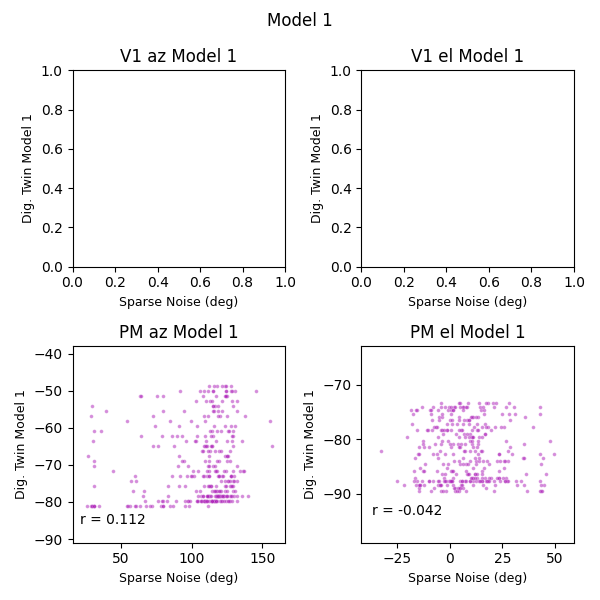 Model 1
V1 az Model 1
V1 el Model 1
Dig. Twin Model 1
1.0
0.8
0.6
0.4
0.2
0.0
0.0 0.2 0.4 0.6 0.8 1.0
Sparse Noise (deg)
Dig. Twin Model 1
1.0
0.8
0.6
0.4
0.2
0.0
0.0 0.2 0.4 0.6 0.8 1.0
Sparse Noise (deg)
PM az Model 1
PM el Model 1
Dig. Twin Model 1
−40
−50
−60
−70
−80
−90
r = 0.112
50 100 150
Sparse Noise (deg)
Dig. Twin Model 1
−70
−80
−90
r = -0.042
−25 0 25 50
Sparse Noise (deg)